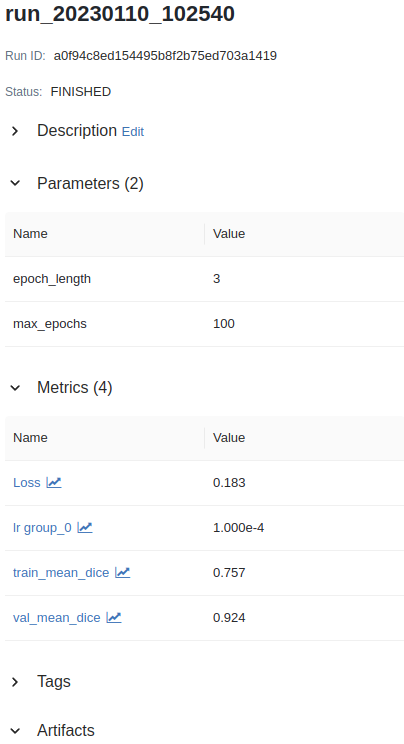 run_20230110_102540
Run ID: a0f94c8ed154495b8f2b75ed703a1419
Status: FINISHED
Description Edit
Parameters (2)
Name Value
epoch_length 3
max_epochs 100
Metrics (4)
Name Value
Loss 0.183
lr group_0 1.000e-4
train_mean_dice 0.757
val_mean_dice 0.924
Tags
Artifacts